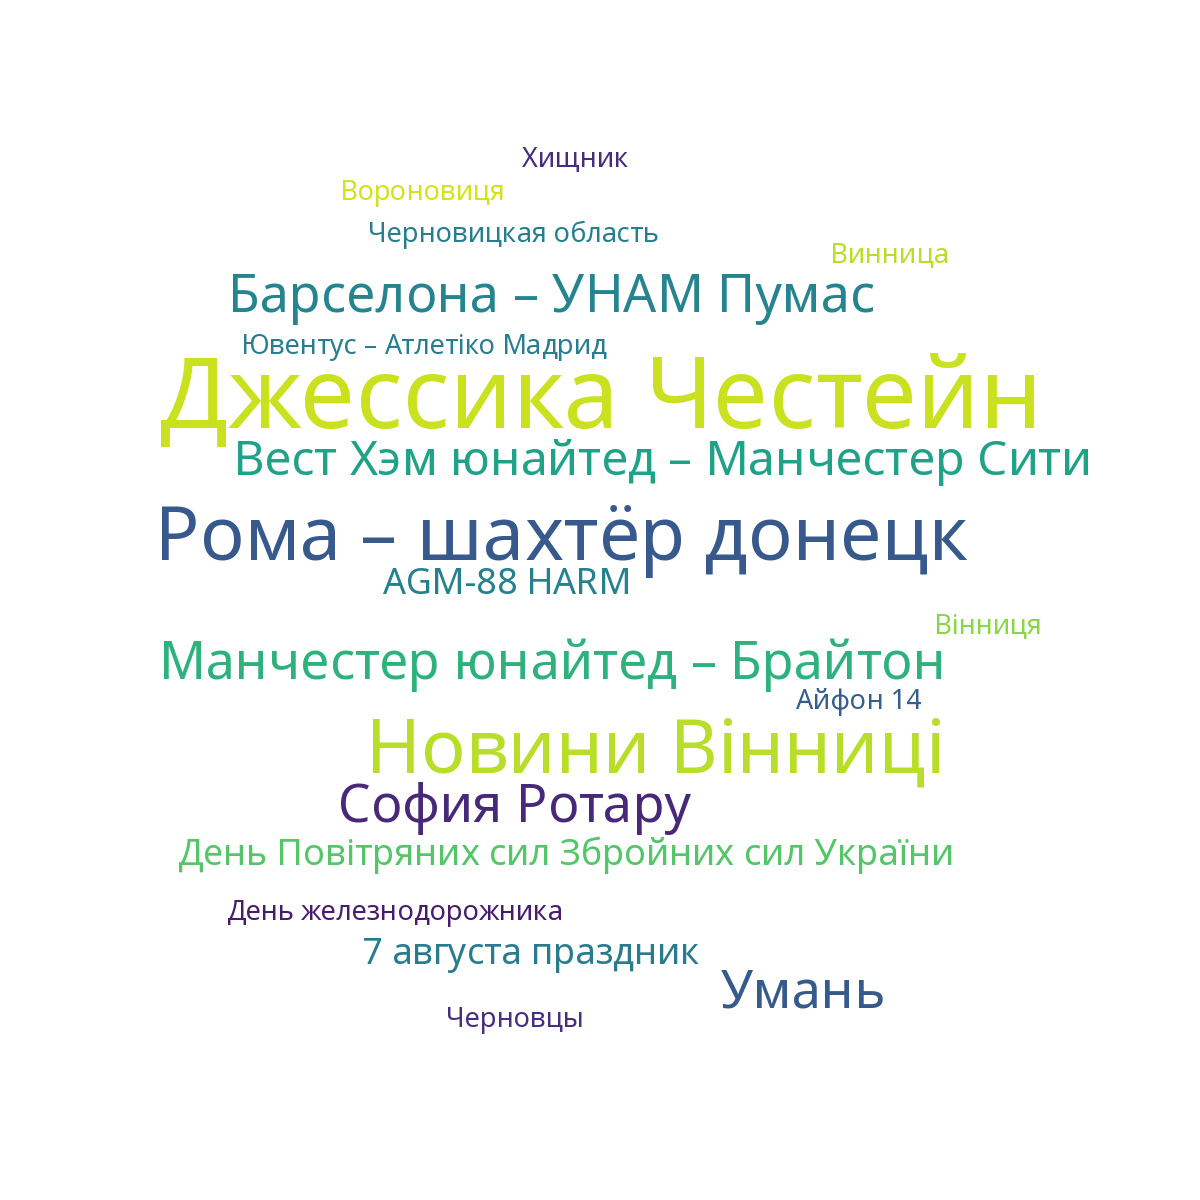 Хищник
Вороновиця
Черновицкая область
Винница
Барселона – УНАМ Пумас
Ювентус – Атлетіко Мадрид
Джессика Честейн
Вест Хэм юнайтед – Манчестер Сити
Рома – шахтёр донецк
AGM-88 HARM
Вінниця
Манчестер юнайтед – Брайтон
Айфон 14
Новини Вінниці
София Ротару
День Повітряних сил Збройних сил України
День железнодорожника
7 августа праздник
Умань
Черновцы